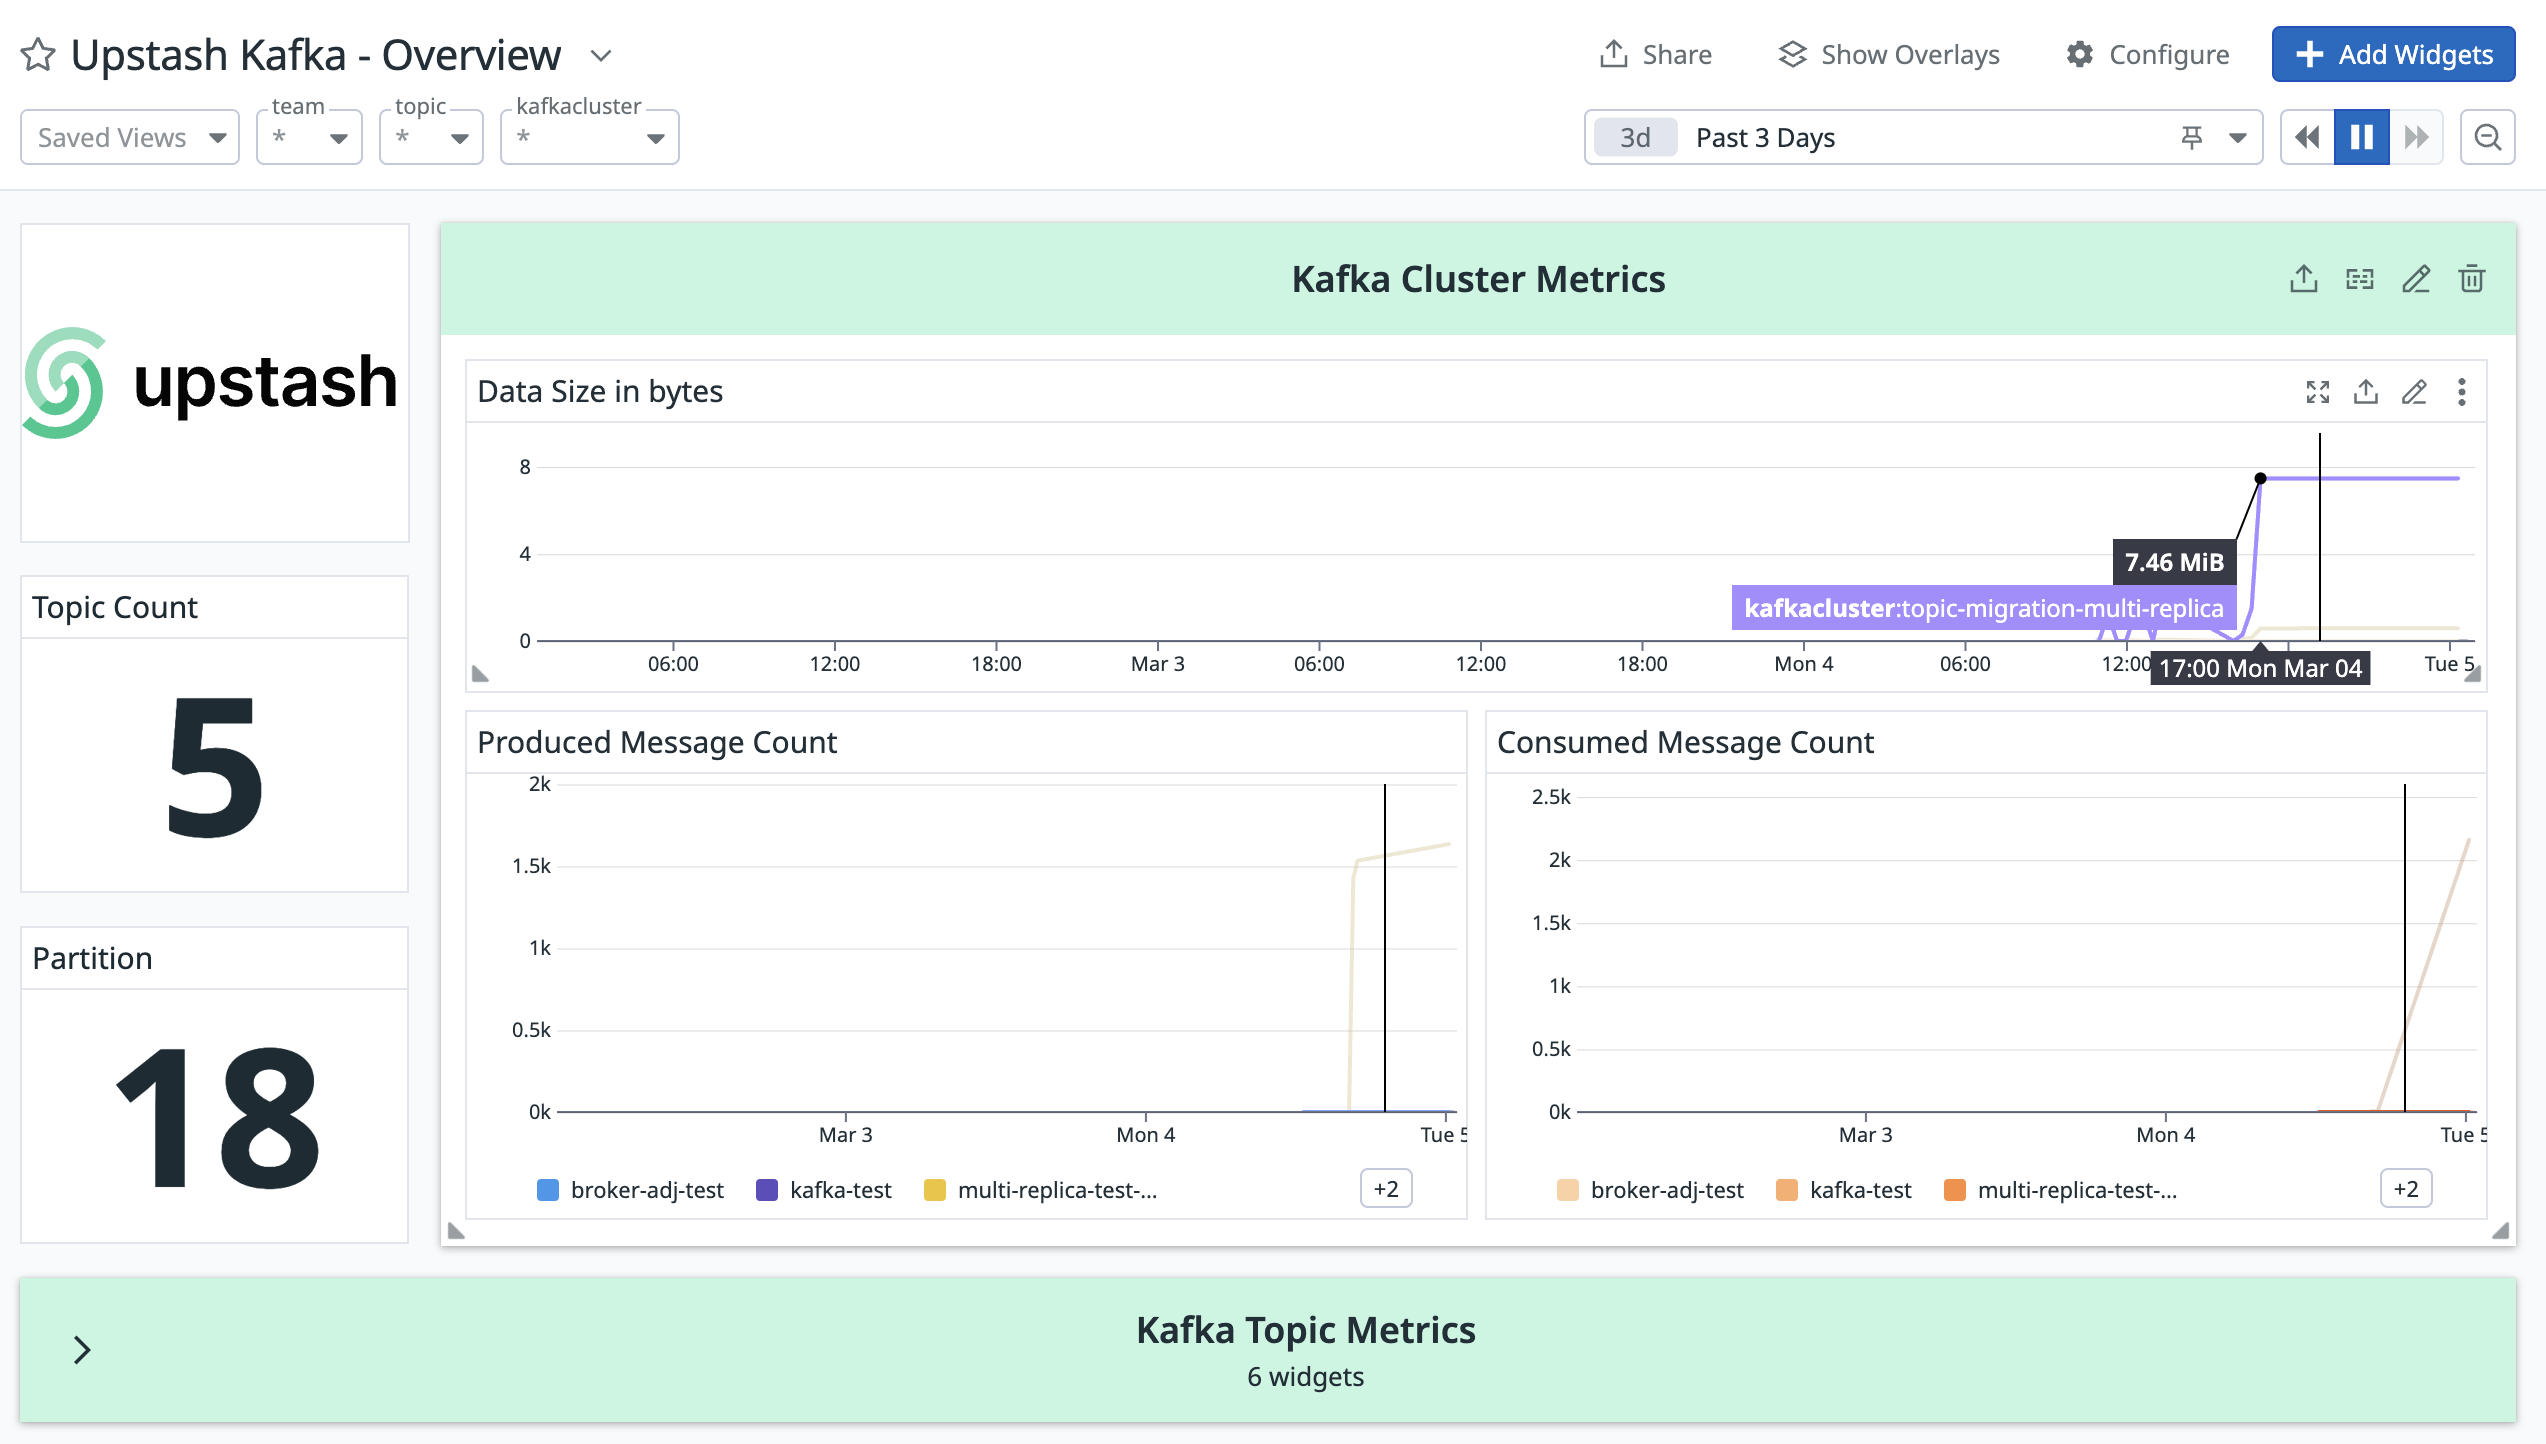 Upstash Kafka - Overview
Share
Show Overlays
Configure
Add Widgets
Saved Views
team
*
topic
*
kafkacluster
*
3d
Past 3 Days
upstash
Topic Count
5
Partition
18
Kafka Cluster Metrics
Data Size in bytes
8
4
0
7.46 MiB
kafkacluster:topic-migration-multi-replica
06:00
12:00
18:00
Mar 3
06:00
12:00
18:00
Mon 4
06:00
12:00
17:00 Mon Mar 04
Tue 5
Produced Message Count
2k
1.5k
1k
0.5k
0k
Mar 3
Mon 4
Tue 5
broker-adj-test
kafka-test
multi-replica-test-...
+2
Consumed Message Count
2.5k
2k
1.5k
1k
0.5k
0k
Mar 3
Mon 4
Tue 5
broker-adj-test
kafka-test
multi-replica-test-...
+2
Kafka Topic Metrics
6 widgets